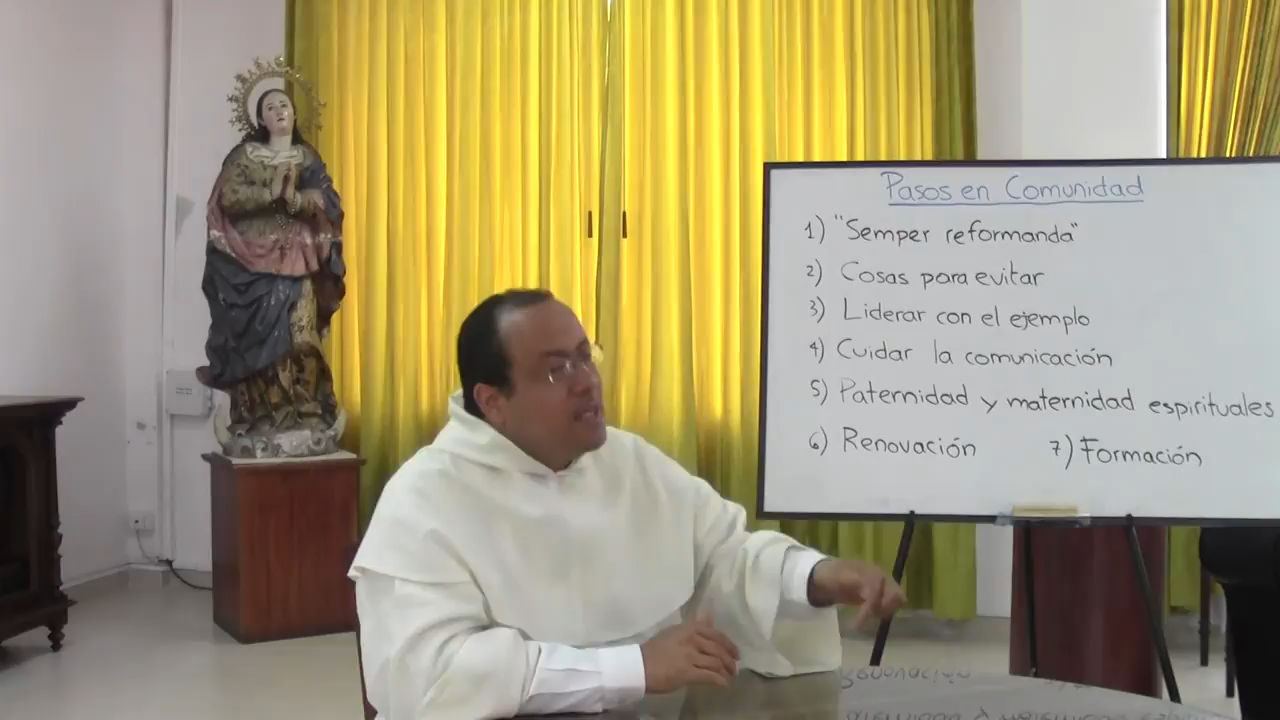 Pasos en Comunidad
1) "Semper reformanda"
2) Cosas para evitar
3) Liderar con el ejemplo
4) Cuidar la comunicación
5) Paternidad y maternidad espirituales
6) Renovación 7) Formación